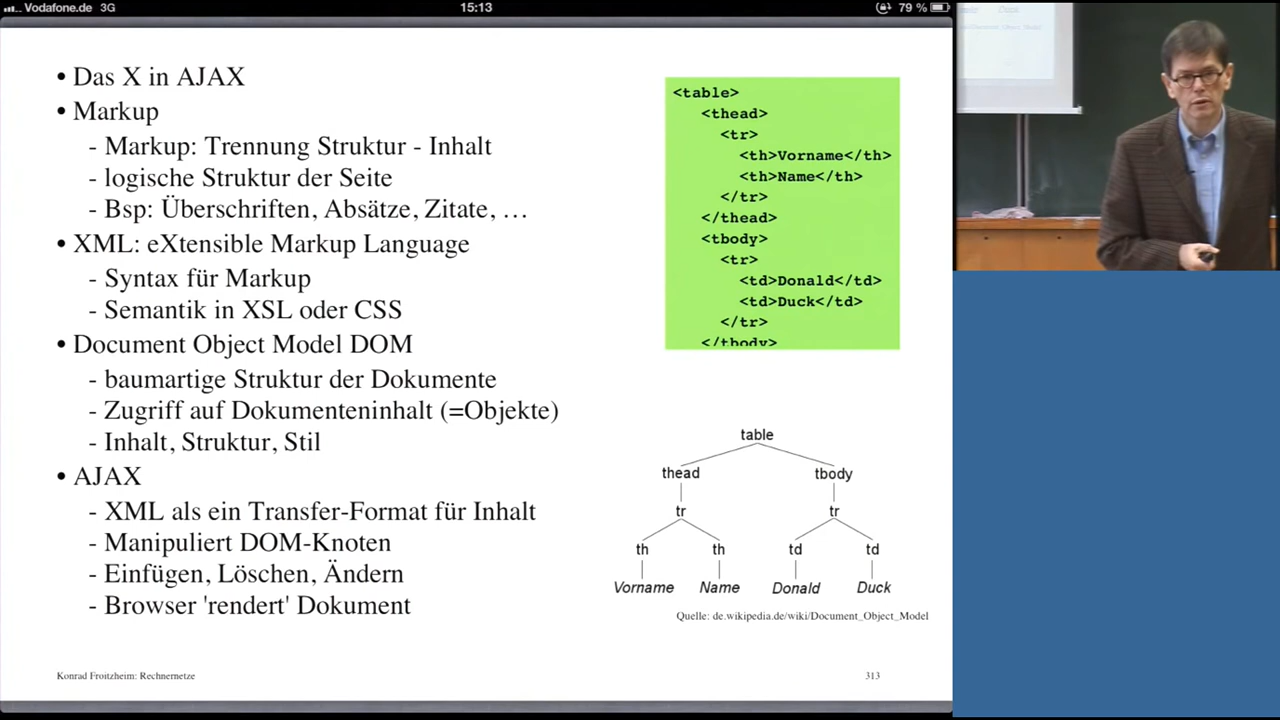 Vodafone.de 3G 15:13 79 %
• Das X in AJAX
• Markup
- Markup: Trennung Struktur - Inhalt
- logische Struktur der Seite
- Bsp: Überschriften, Absätze, Zitate, …
• XML: eXtensible Markup Language
- Syntax für Markup
- Semantik in XSL oder CSS
• Document Object Model DOM
- baumartige Struktur der Dokumente
- Zugriff auf Dokumenteninhalt (=Objekte)
- Inhalt, Struktur, Stil
• AJAX
- XML als ein Transfer-Format für Inhalt
- Manipuliert DOM-Knoten
- Einfügen, Löschen, Ändern
- Browser 'rendert' Dokument
<table>
<thead>
<tr>
<th>Vorname</th>
<th>Name</th>
</tr>
</thead>
<tbody>
<tr>
<td>Donald</td>
<td>Duck</td>
</tr>
</tbody>
table
thead tbody
tr tr
th th td td
Vorname Name Donald Duck
Quelle: de.wikipedia.de/wiki/Document_Object_Model
Konrad Froitzheim: Rechnernetze 313